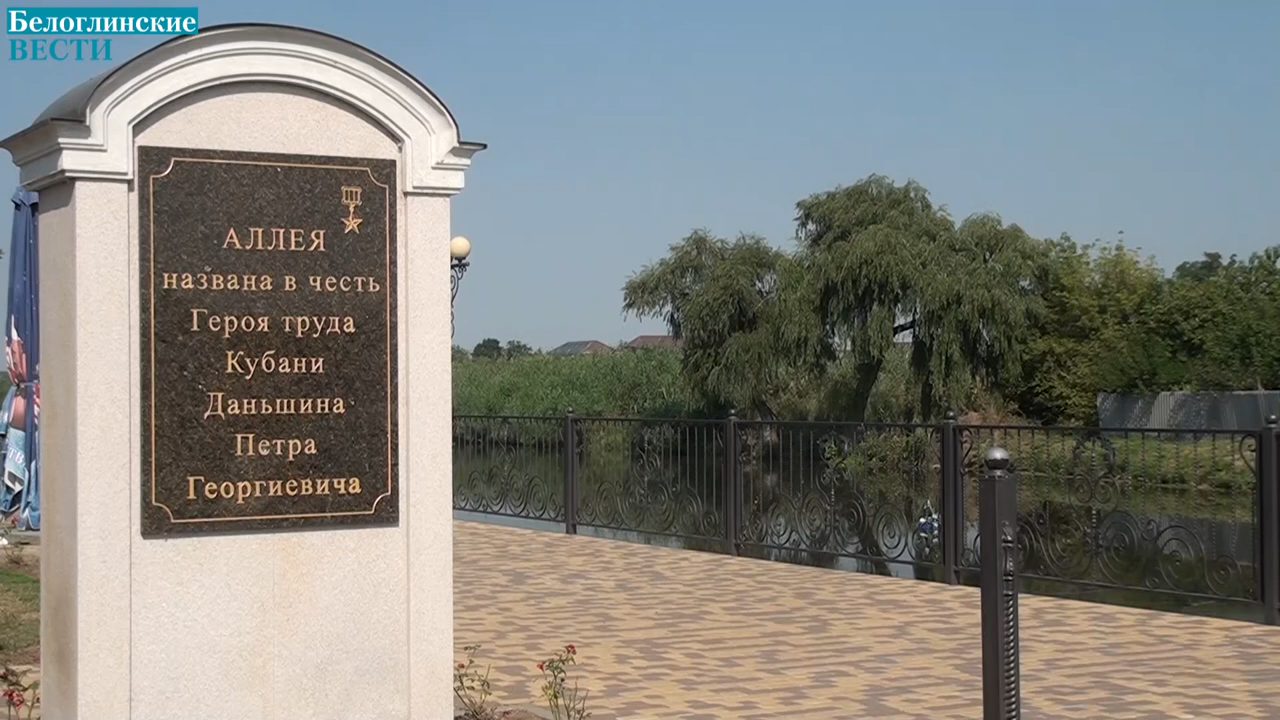 Белоглинские
ВЕСТИ
АЛЛЕЯ
названа в честь
Героя труда
Кубани
Даньшина
Петра
Георгиевича